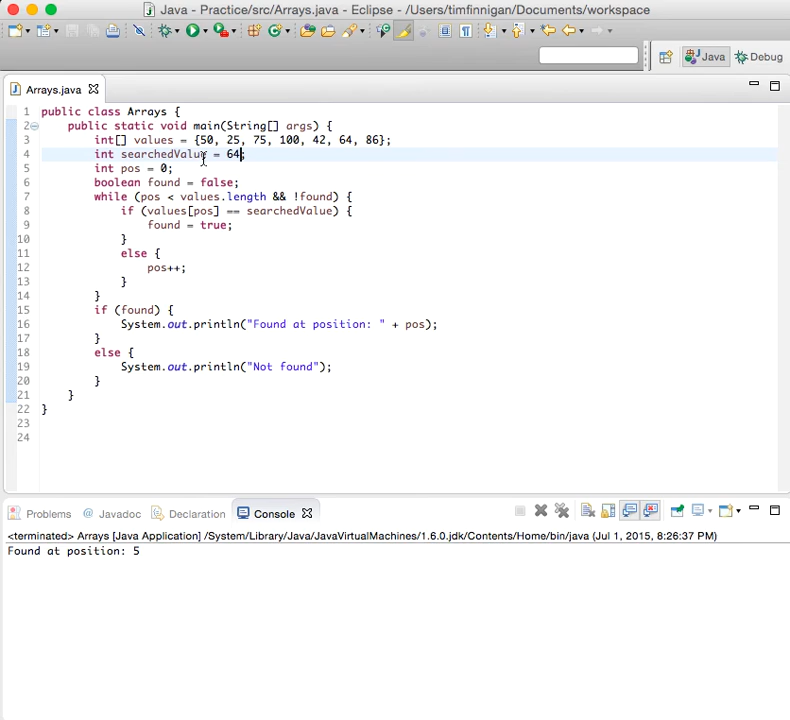 Java - Practice/src/Arrays.java - Eclipse - /Users/timfinnigan/Documents/workspace
Java Debug
Arrays.java
1 public class Arrays {
2 public static void main(String[] args) {
3 int[] values = {50, 25, 75, 100, 42, 64, 86};
4 int searchedValue = 64;
5 int pos = 0;
6 boolean found = false;
7 while (pos < values.length && !found) {
8 if (values[pos] == searchedValue) {
9 found = true;
10 }
11 else {
12 pos++;
13 }
14 }
15 if (found) {
16 System.out.println("Found at position: " + pos);
17 }
18 else {
19 System.out.println("Not found");
20 }
21 }
22 }
23
24
Problems @ Javadoc Declaration Console
<terminated> Arrays [Java Application] /System/Library/Java/JavaVirtualMachines/1.6.0.jdk/Contents/Home/bin/java (Jul 1, 2015, 8:26:37 PM)
Found at position: 5